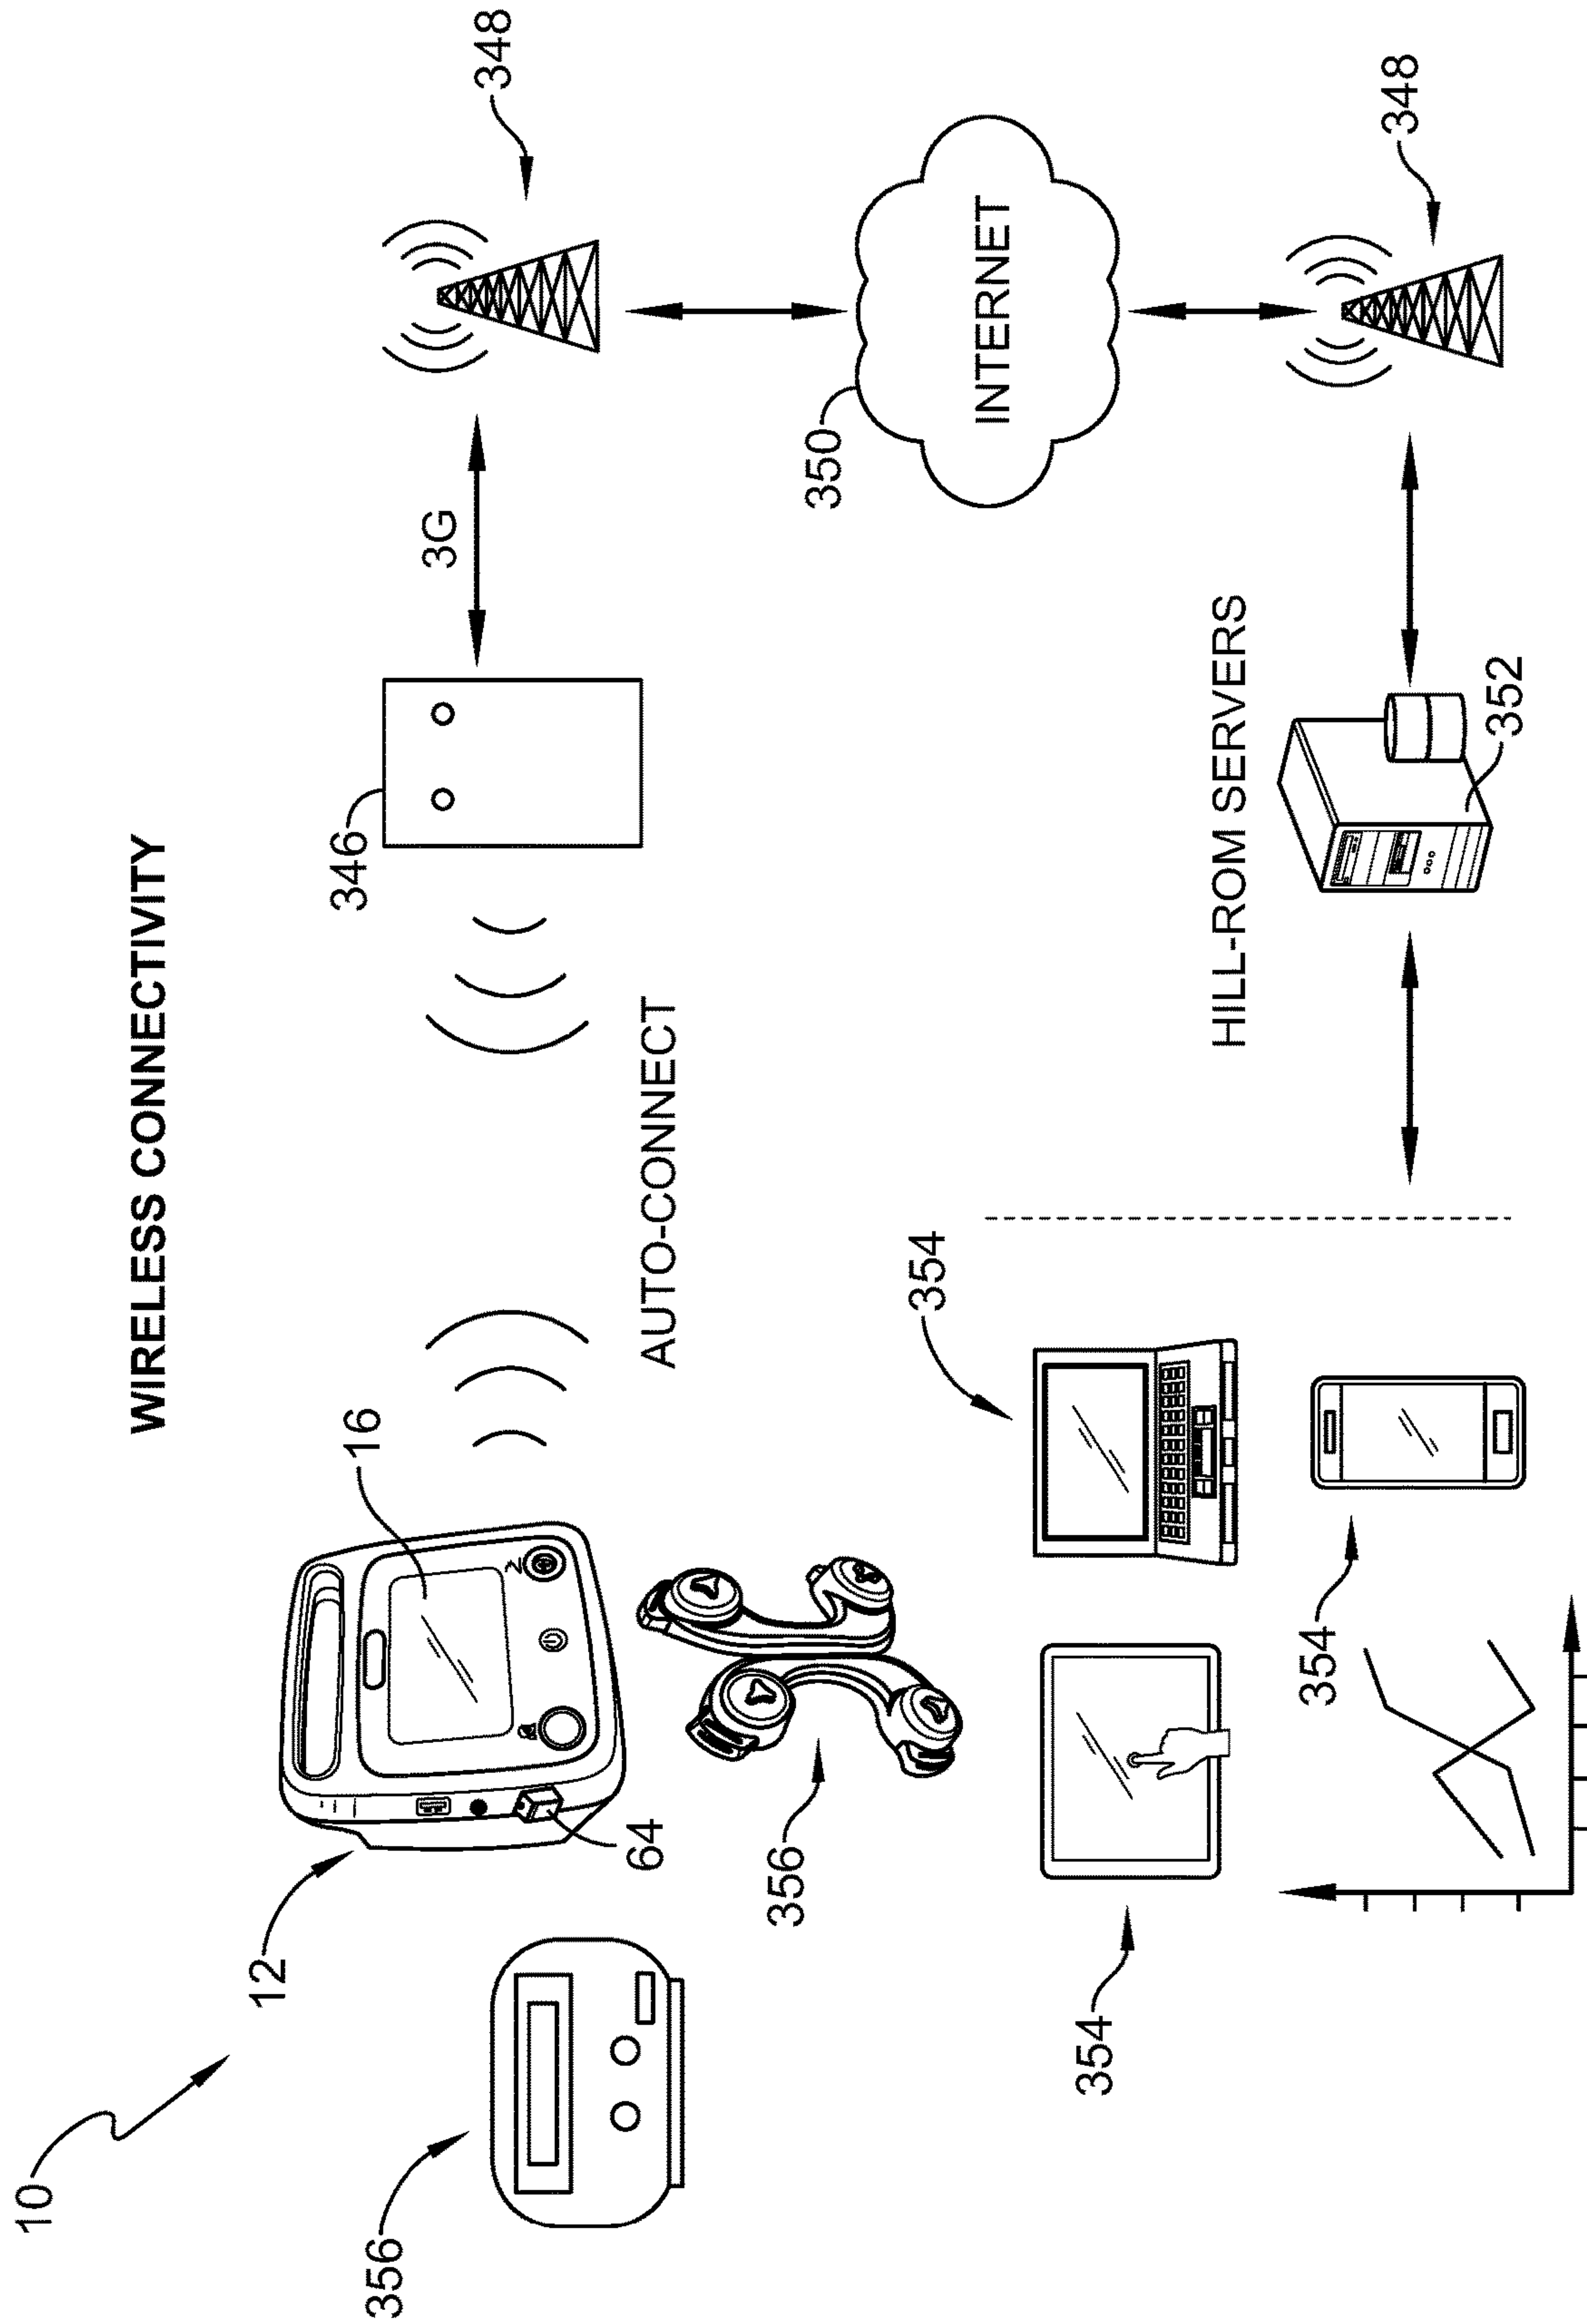 WIRELESS CONNECTIVITY
10
12
16
346
3G
348
356
64
AUTO-CONNECT
356
350
INTERNET
354
HILL-ROM SERVERS
348
354
354
352